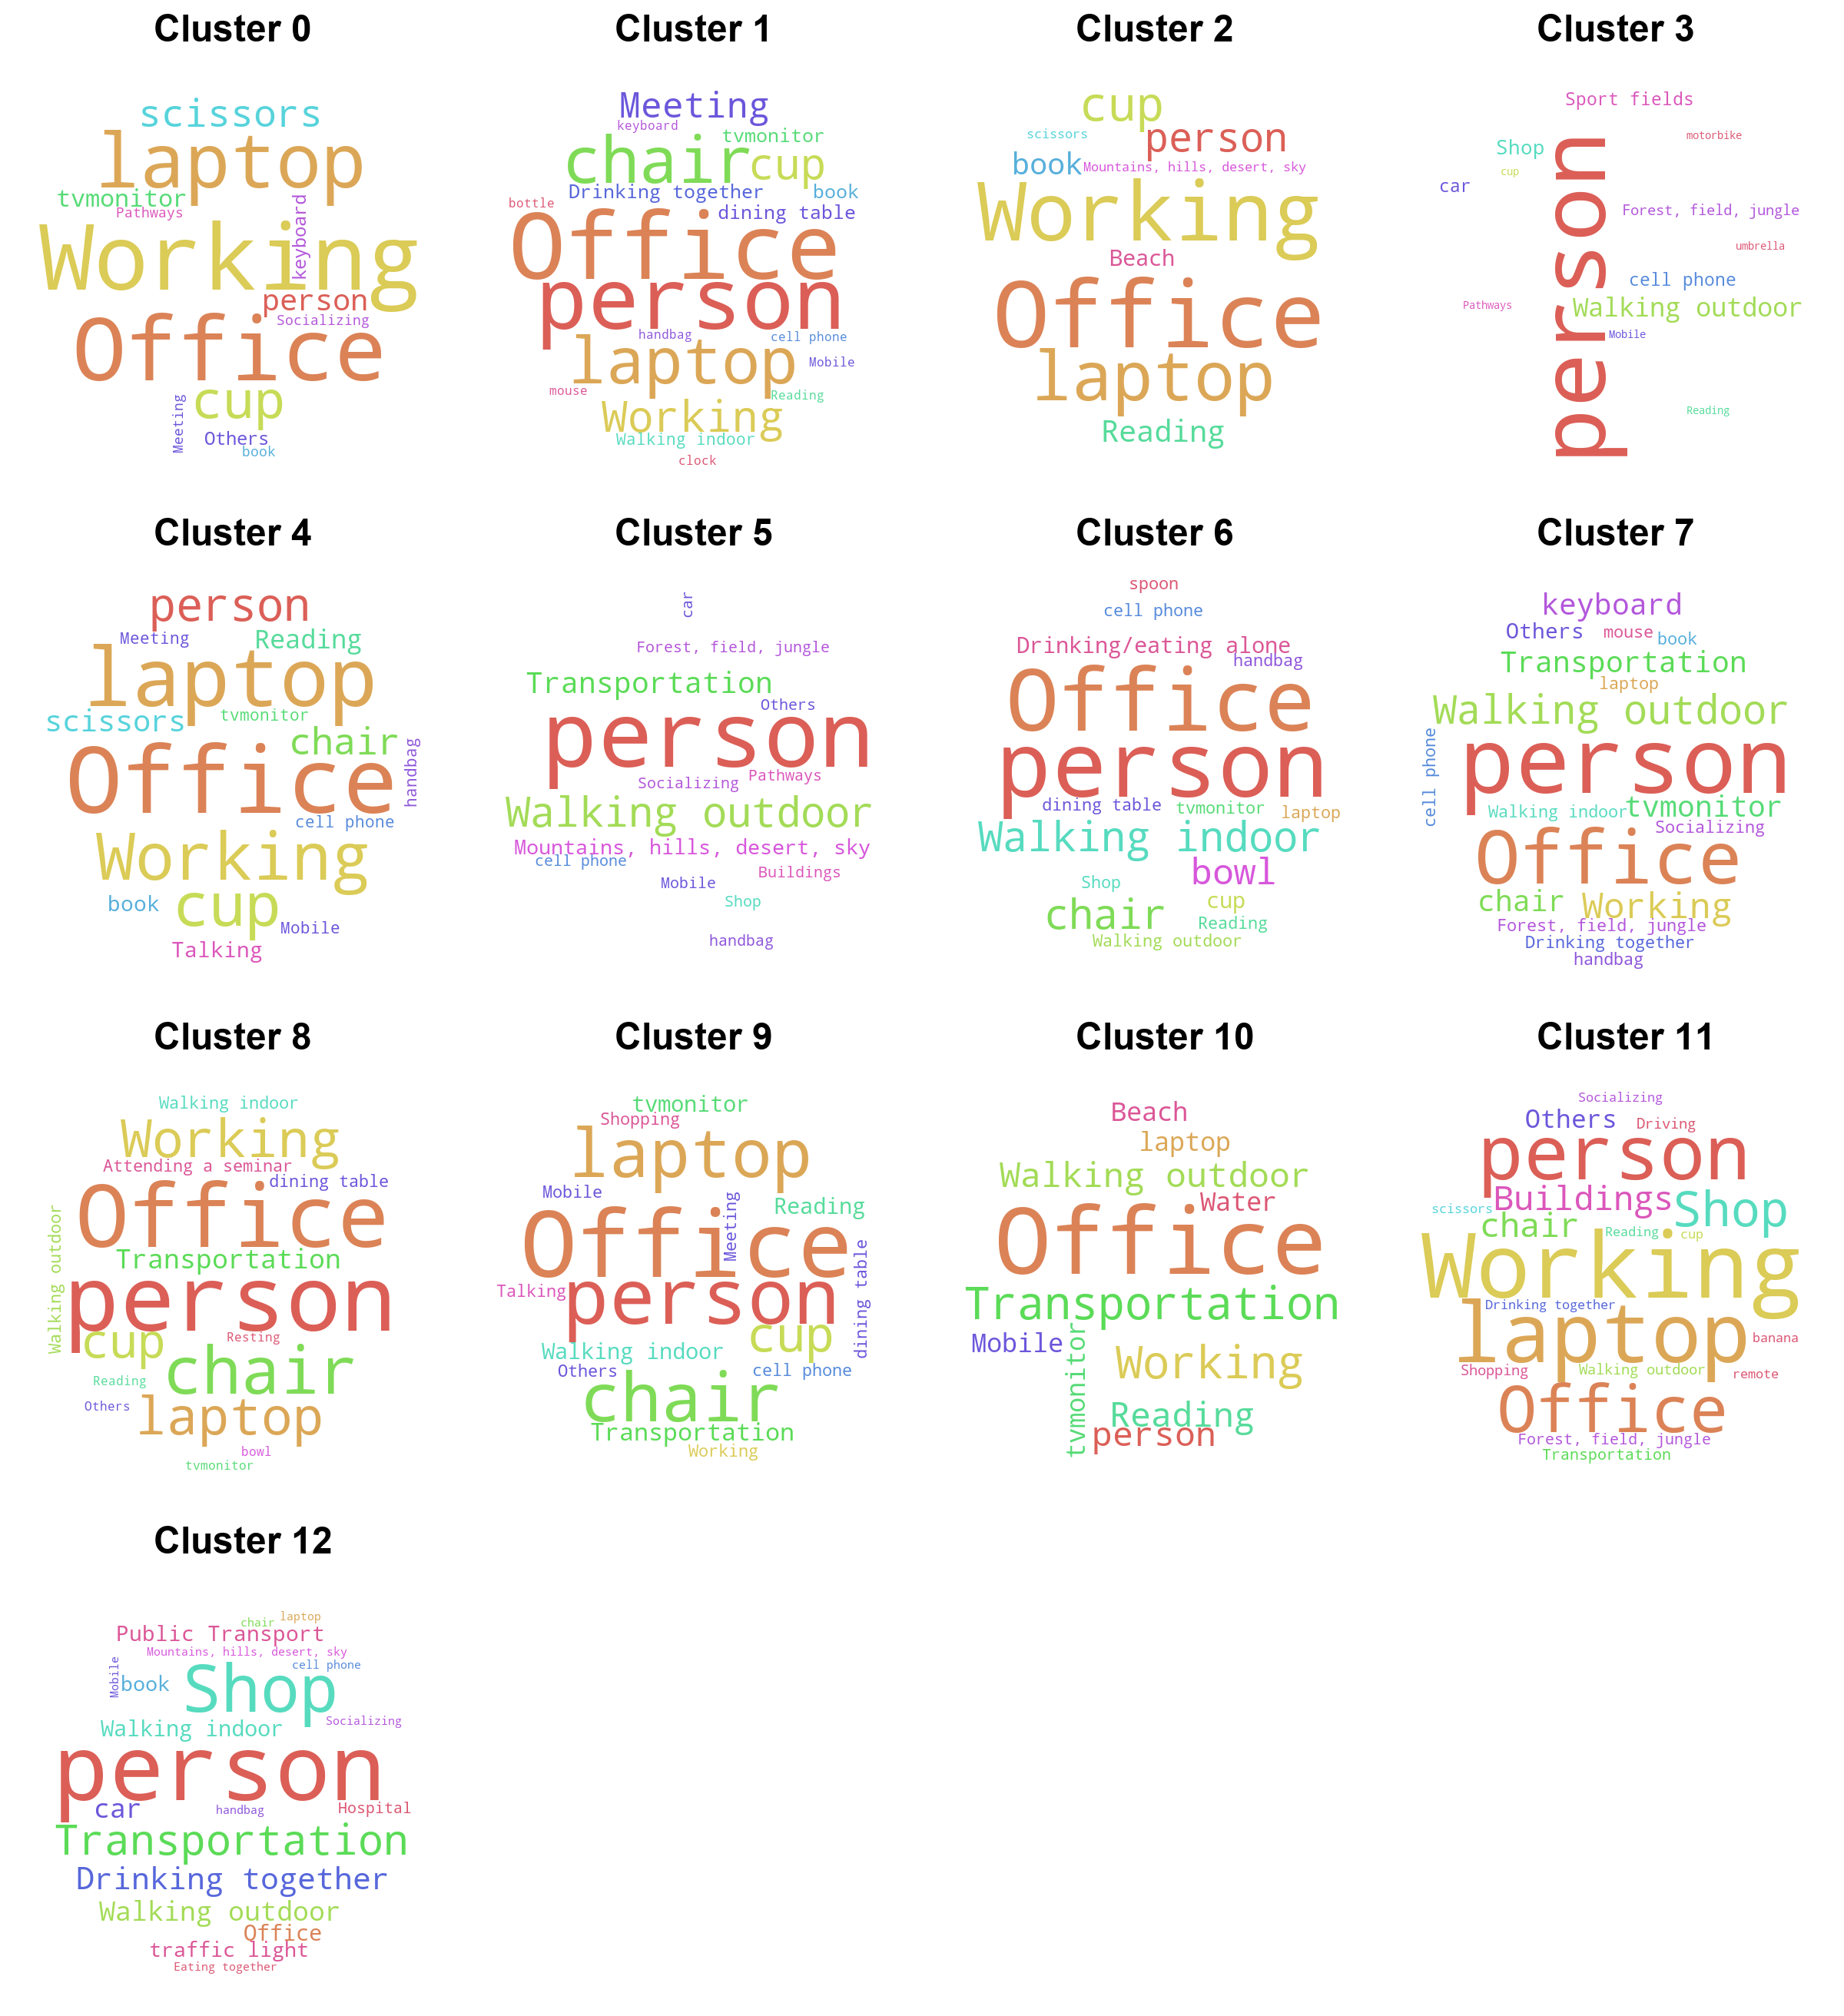 Cluster 0
scissors
laptop
tvmonitor
Pathways
keyboard
Working
person
Socializing
Office
cup
Meeting
Others
book
Cluster 1
Meeting
keyboard
tvmonitor
chair
cup
Drinking together
book
bottle
dining table
Office
person
handbag
cell phone
laptop
Mobile
mouse
Reading
Working
Walking indoor
clock
Cluster 2
cup
scissors
person
book
Mountains, hills, desert, sky
Working
Beach
Office
laptop
Reading
Cluster 3
Sport fields
motorbike
Shop
cup
car
person
Forest, field, jungle
umbrella
cell phone
Pathways
Walking outdoor
Mobile
Reading
Cluster 4
person
Meeting
Reading
laptop
scissors
tvmonitor
chair
handbag
Office
cell phone
Working
cup
book
Mobile
Talking
Cluster 5
car
Forest, field, jungle
Transportation
Others
person
Socializing
Pathways
Walking outdoor
Mountains, hills, desert, sky
cell phone
Buildings
Mobile
Shop
handbag
Cluster 6
spoon
cell phone
Drinking/eating alone
handbag
Office
person
dining table
tvmonitor
laptop
Walking indoor
bowl
Shop
cup
chair
Reading
Walking outdoor
Cluster 7
keyboard
Others
mouse
book
Transportation
laptop
Walking outdoor
cell phone
person
Walking indoor
tvmonitor
Socializing
Office
chair
Working
Forest, field, jungle
Drinking together
handbag
Cluster 8
Walking indoor
Working
Attending a seminar
dining table
Walking outdoor
Office
Transportation
person
cup
Resting
chair
Reading
Others
laptop
bowl
tvmonitor
Cluster 9
tvmonitor
Shopping
laptop
Mobile
Meeting
Reading
Office
dining table
Talking
person
cup
Walking indoor
Others
cell phone
chair
Transportation
Working
Cluster 10
Beach
laptop
Walking outdoor
Water
Office
Transportation
Mobile
tvmonitor
Working
Reading
person
Cluster 11
Socializing
Others
Driving
person
Buildings
Shop
scissors
chair
Reading
cup
Working
Drinking together
laptop
banana
Shopping
Walking outdoor
remote
Office
Forest, field, jungle
Transportation
Cluster 12
chair
laptop
Public Transport
Mountains, hills, desert, sky
Mobile
cell phone
book
Shop
Walking indoor
Socializing
person
car
handbag
Hospital
Transportation
Drinking together
Walking outdoor
Office
traffic light
Eating together